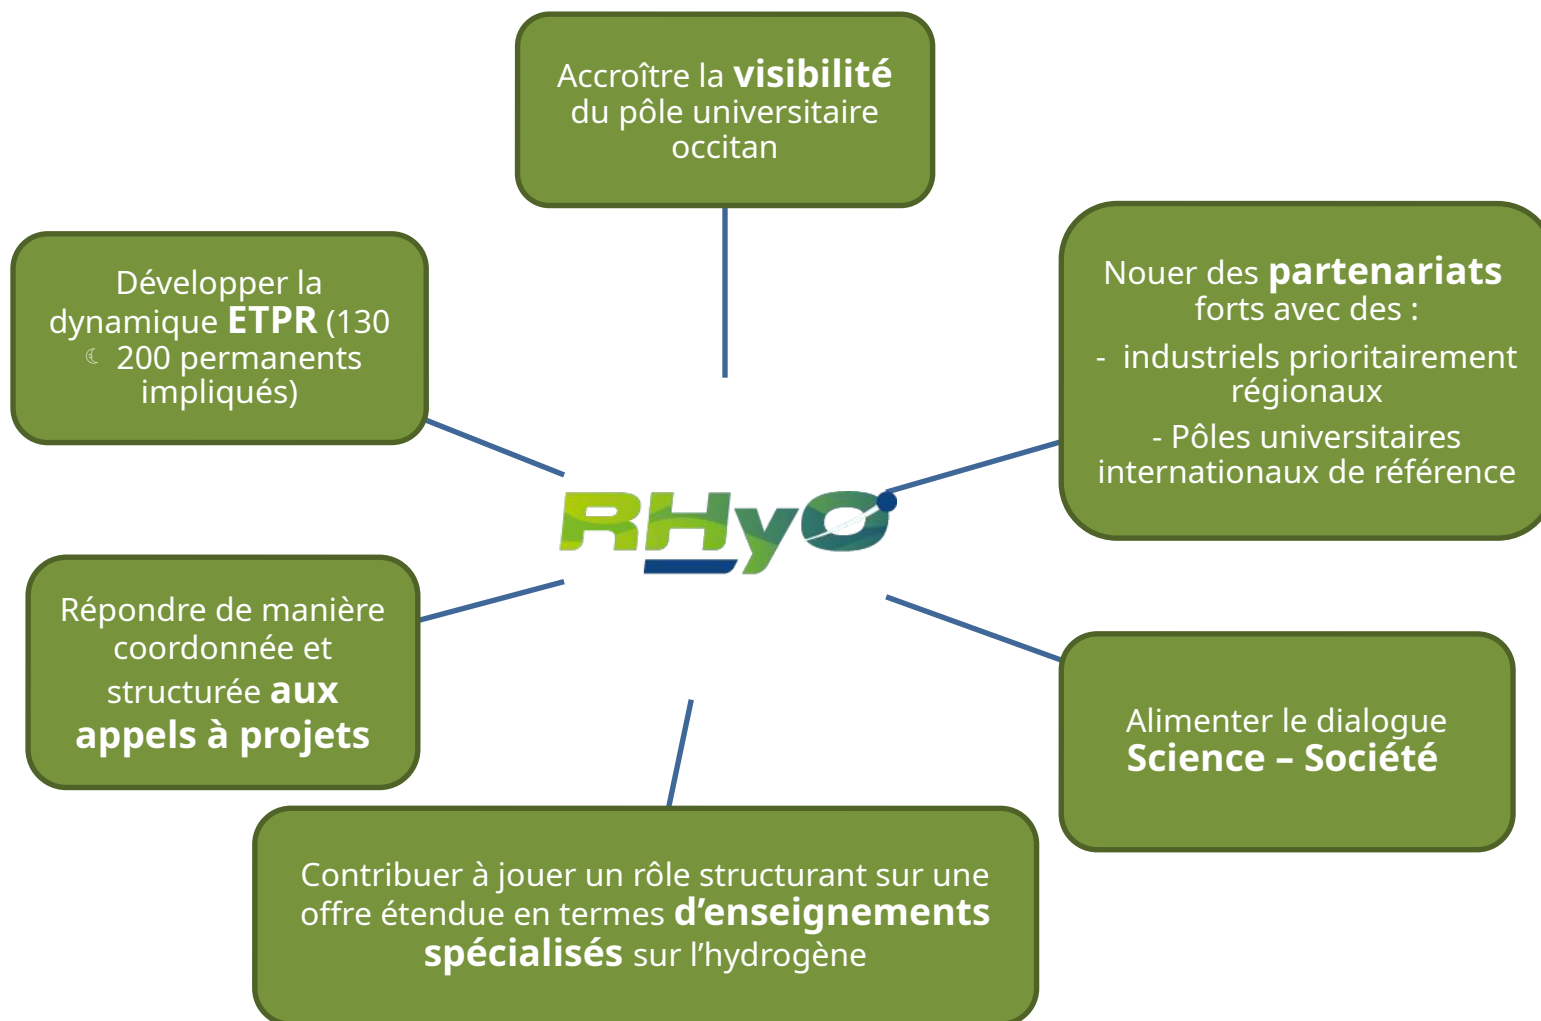 Accroître la visibilité
du pôle universitaire
occitan
Nouer des partenariats
forts avec des :
- industriels prioritairement
régionaux
- Pôles universitaires
internationaux de référence
Développer la
dynamique ETPR (130
☾ 200 permanents
impliqués)
RHyO
Répondre de manière
coordonnée et
structurée aux
appels à projets
Alimenter le dialogue
Science – Société
Contribuer à jouer un rôle structurant sur une
offre étendue en termes d’enseignements
spécialisés sur l’hydrogène